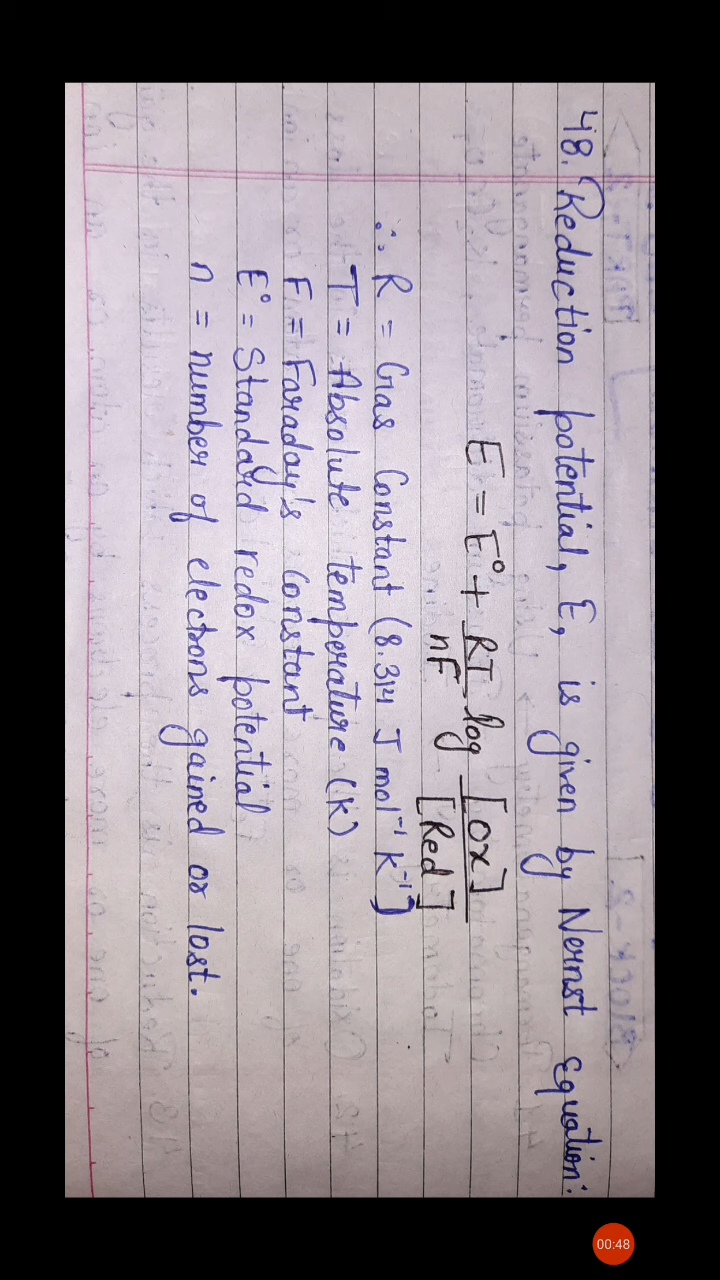 48. Reduction potential, E, is given by Nernst Equation:
E = E° + RT/nF log [Ox]/[Red]
∴ R = Gas Constant (8.314 J mol⁻¹ K⁻¹)
T = Absolute temperature (K)
F = Faraday's Constant
E° = Standard redox potential
n = number of electrons gained or lost.
00:48